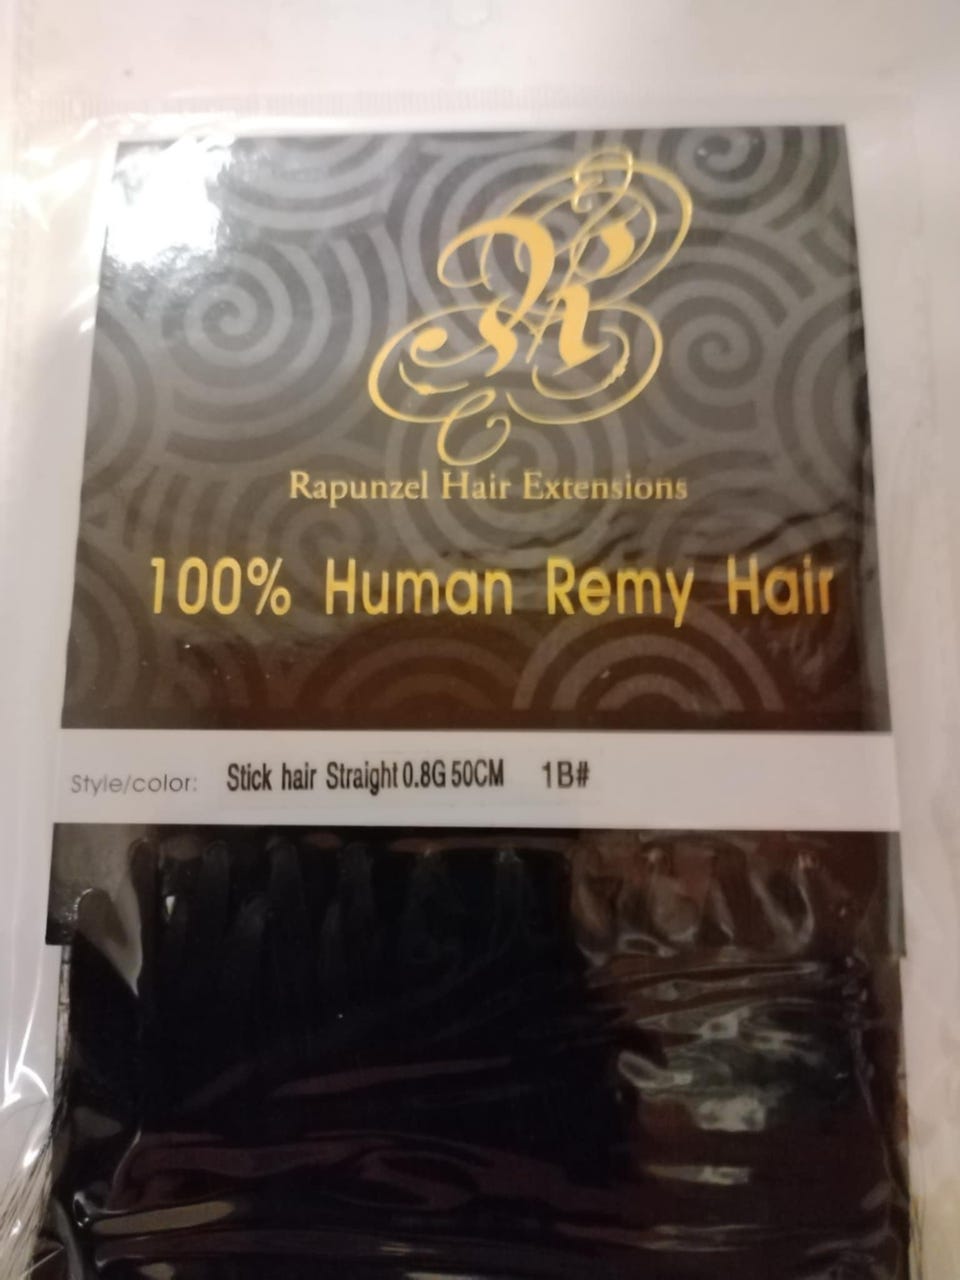 R
Rapunzel Hair Extensions
100% Human Remy Hair
Style/color: Stick hair Straight 0.8G 50CM 1B#